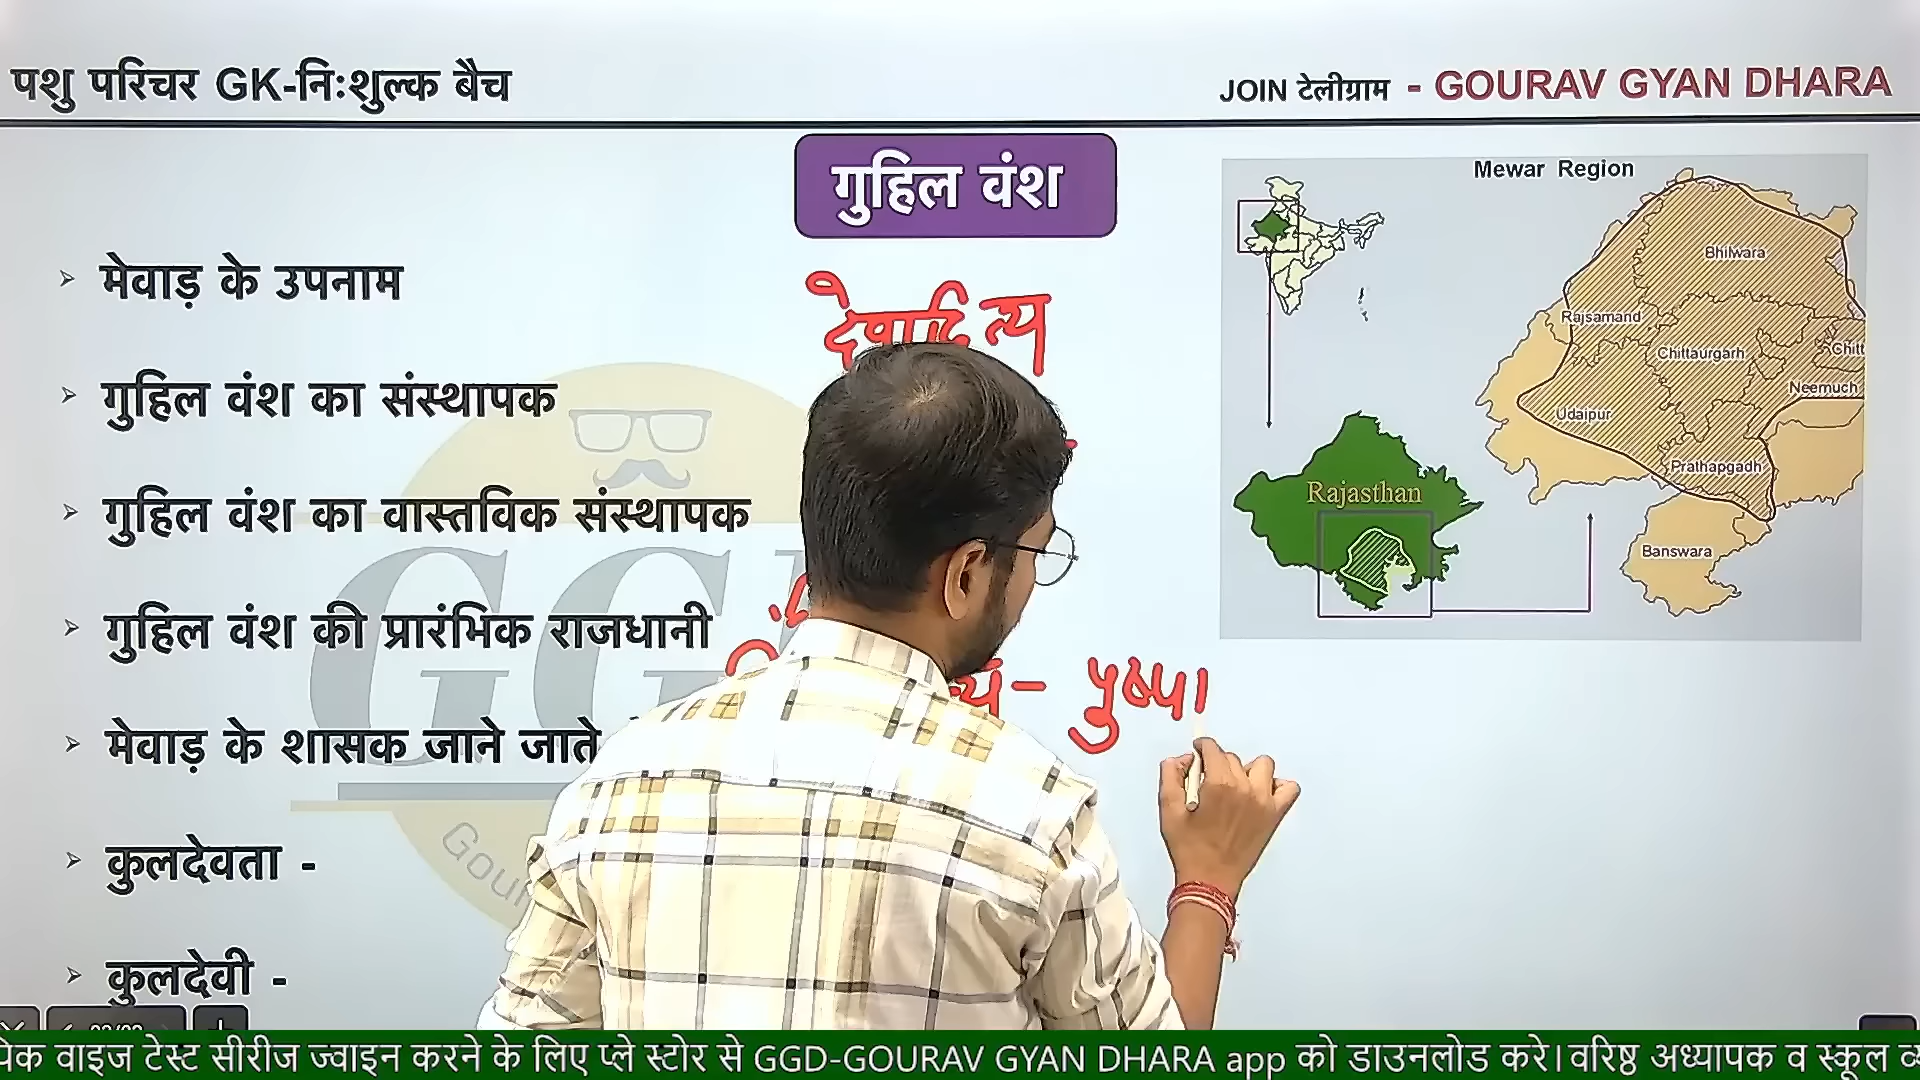 पशु परिचर GK-निःशुल्क बैच
JOIN टेलीग्राम - GOURAV GYAN DHARA
गुहिल वंश
मेवाड़ के उपनाम
गुहिल वंश का संस्थापक
गुहिल वंश का वास्तविक संस्थापक
गुहिल वंश की प्रारंभिक राजधानी
मेवाड़ के शासक जाने जाते
कुलदेवता -
कुलदेवी -
- पुष्पा
Mewar Region
Bhilwara
Rajsamand
Chittaurgarh
Chitt
Neemuch
Udaipur
Prathapgadh
Rajasthan
Banswara
वाइज टेस्ट सीरीज ज्वाइन करने के लिए प्ले स्टोर से GGD-GOURAV GYAN DHARA app को डाउनलोड करे। वरिष्ठ अध्यापक व स्कूल